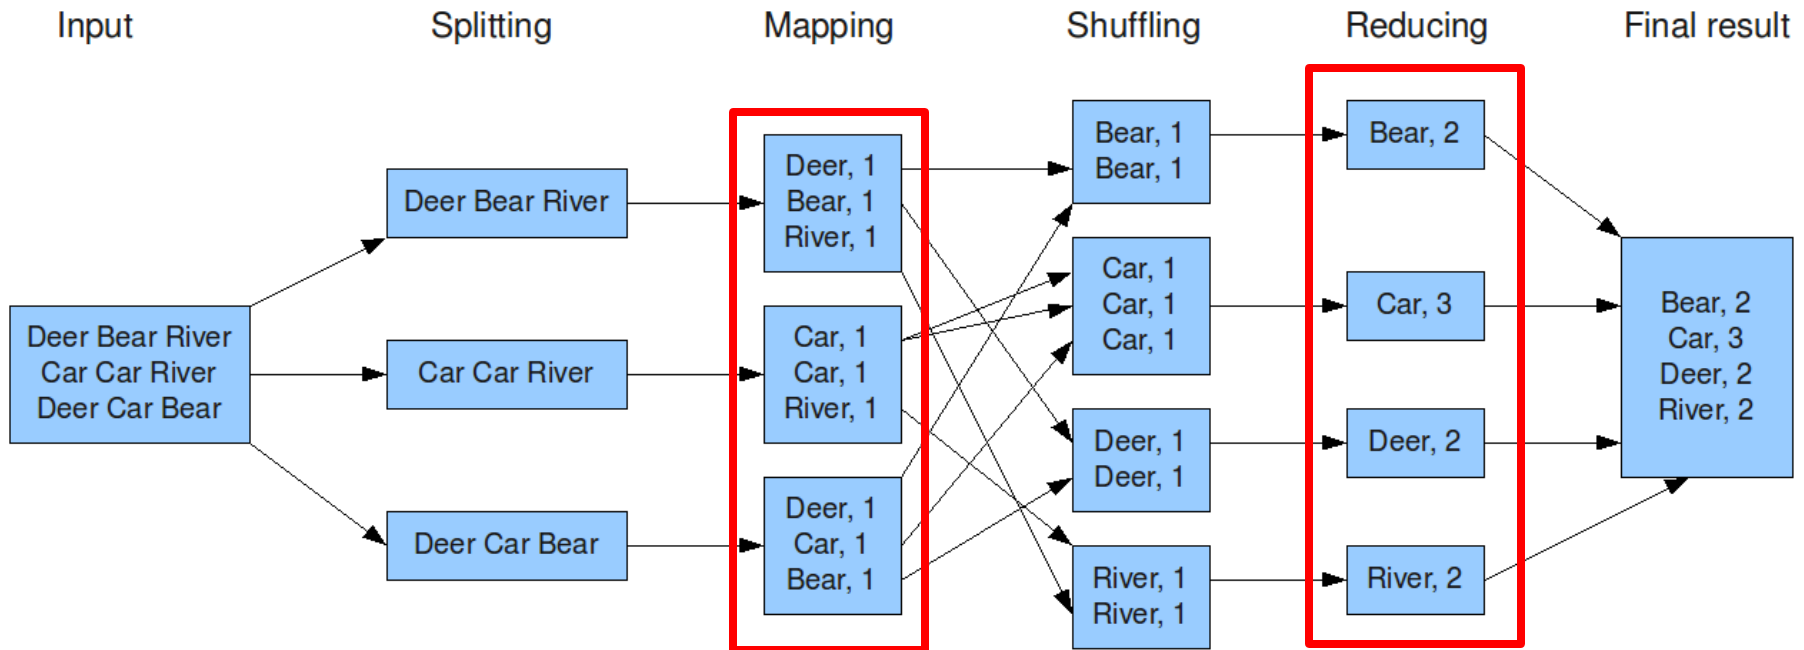 Input
Splitting
Mapping
Shuffling
Reducing
Final result
Deer Bear River
Car Car River
Deer Car Bear
Deer Bear River
Car Car River
Deer Car Bear
Deer, 1
Bear, 1
River, 1
Car, 1
Car, 1
River, 1
Deer, 1
Car, 1
Bear, 1
Bear, 1
Bear, 1
Car, 1
Car, 1
Car, 1
Deer, 1
Deer, 1
River, 1
River, 1
Bear, 2
Car, 3
Deer, 2
River, 2
Bear, 2
Car, 3
Deer, 2
River, 2